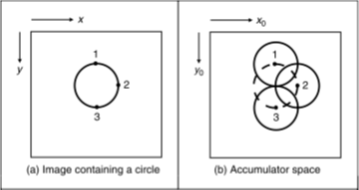 x
y
1
2
3
(a) Image containing a circle
x₀
y₀
1
2
3
(b) Accumulator space